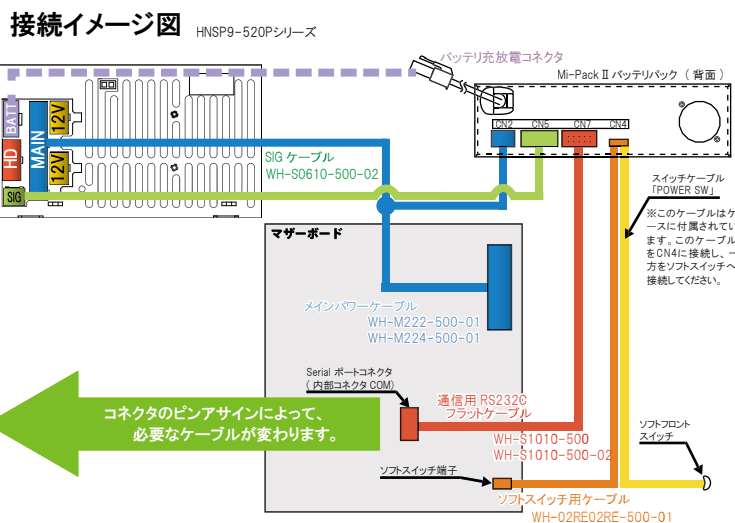 接続イメージ図 HNSP9-520Pシリーズ
バッテリ充放電コネクタ
Mi-PackⅡバッテリパック（背面）
BATT
HD
SIG
MAIN
12V
12V
CN2 CN5 CN7 CN4
SIG ケーブル
WH-S0610-500-02
スイッチケーブル
「POWER SW」
※このケーブルはケ
ースに付属されてい
ます。このケーブル
をCN4に接続し、一
方をソフトスイッチへ
接続してください。
マザーボード
メインパワーケーブル
WH-M222-500-01
WH-M224-500-01
Serial ポートコネクタ
（内部コネクタ COM）
コネクタのピンアサインによって、
必要なケーブルが変わります。
通信用 RS232C
フラットケーブル
WH-S1010-500
WH-S1010-500-02
ソフトフロント
スイッチ
ソフトスイッチ端子
ソフトスイッチ用ケーブル
WH-02RE02RE-500-01